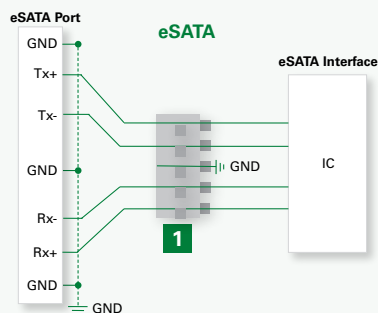 eSATA Port
eSATA
GND
Tx+
eSATA Interface
Tx-
GND
GND
IC
Rx-
1
Rx+
GND
GND